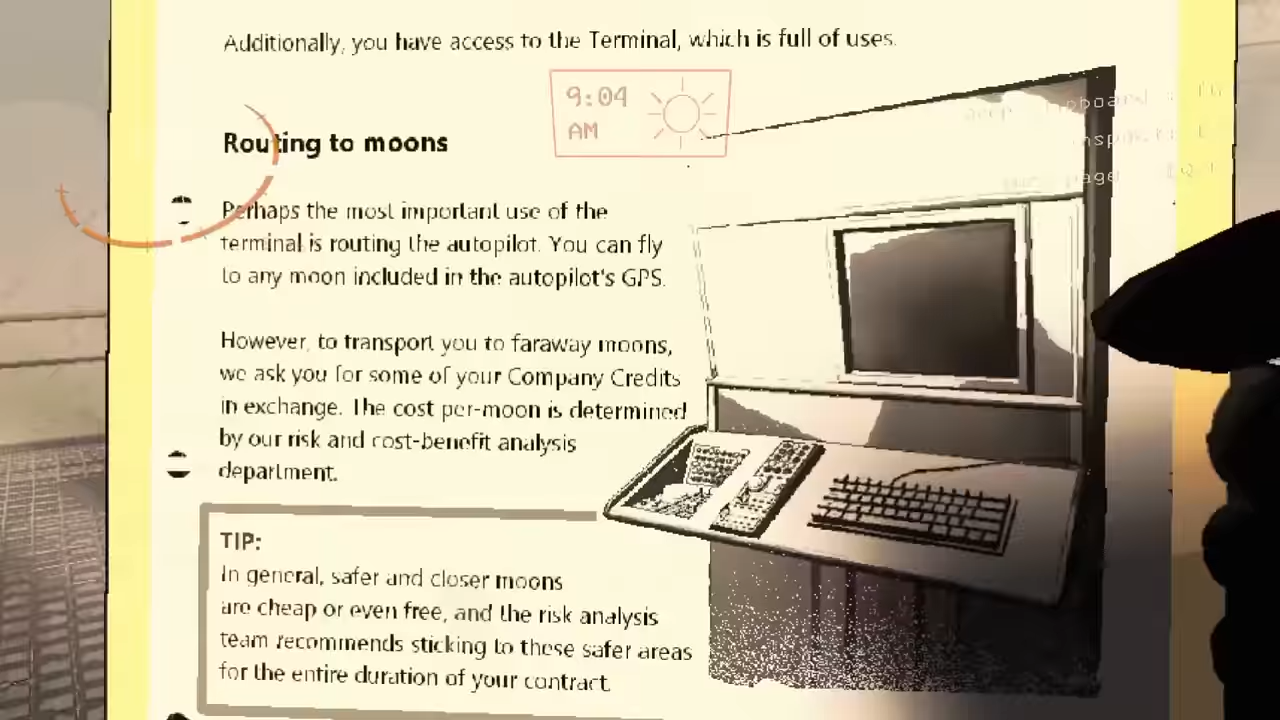 Additionally, you have access to the Terminal, which is full of uses.
9:04
AM
Routing to moons
Perhaps the most important use of the
terminal is routing the autopilot. You can fly
to any moon included in the autopilot's GPS.
However, to transport you to faraway moons,
we ask you for some of your Company Credits
in exchange. The cost per-moon is determined
by our risk and cost-benefit analysis
department.
TIP:
In general, safer and closer moons
are cheap or even free, and the risk analysis
team recommends sticking to these safer areas
for the entire duration of your contract.